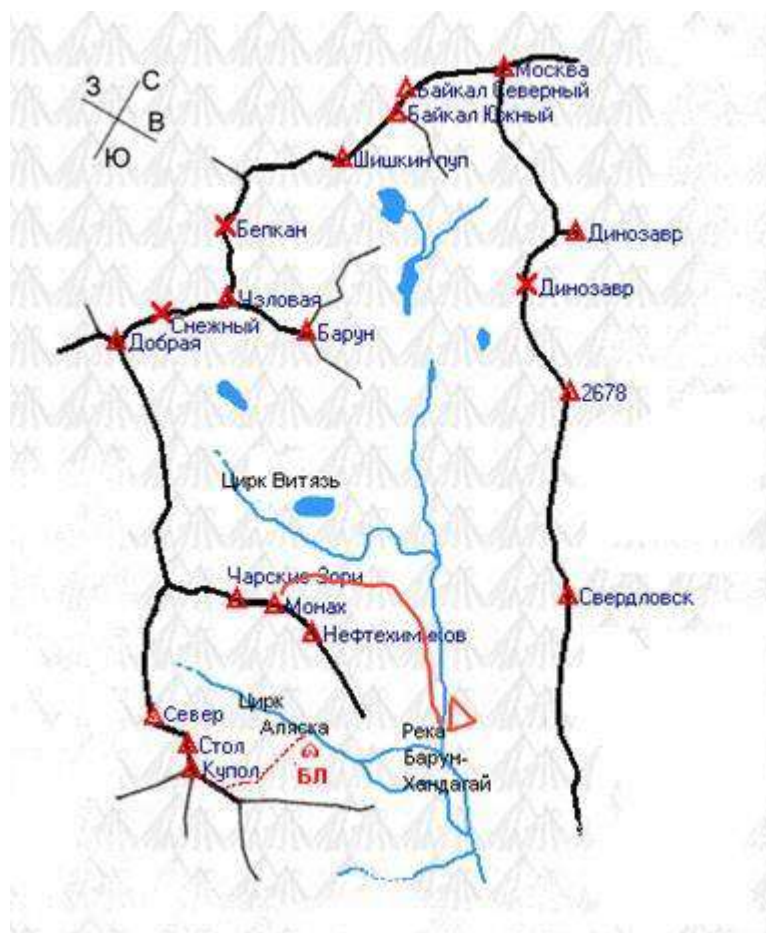 З
С
В
Ю
Москва
Байкал Северный
Байкал Южный
Шишкин пуп
Бепкан
Динозавр
Узловая
Динозавр
Снежный
Барун
Добрая
2678
Цирк Витязь
Чарские Зори
Монах
Свердловск
Нефтехимиков
Цирк
Аляска
Север
Река
Стол
Барун-
Купол
БЛ
Хандагай